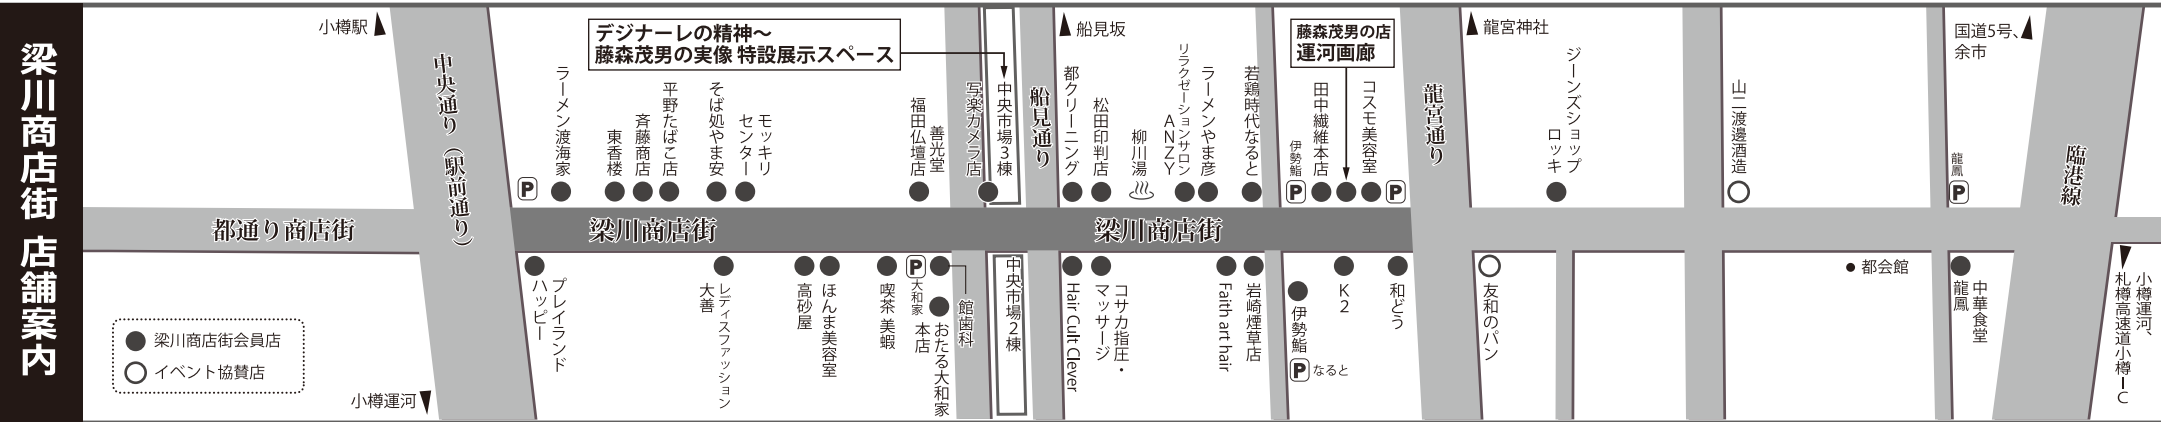 梁川商店街 店舗案内
小樽駅
中央通り（駅前通り）
小樽運河
都通り商店街
梁川商店街会員店
イベント協賛店
P
ラーメン渡海家
東香楼
斉藤商店
平野たばこ店
そば処やま安
センター
モッキリ
デジナーレの精神～
藤森茂男の実像 特設展示スペース
福田仏壇店
善光堂
写楽カメラ店
中央市場3棟
船見坂
船見通り
都クリーニング
松田印判店
柳川湯
ANZY
リラクゼーションサロン
ラーメンやま彦
若鶏時代なると
藤森茂男の店
運河画廊
伊勢鮨
P
田中繊維本店
コスモ美容室
P
龍宮神社
龍宮通り
ジーンズショップ
ロッキ
山二渡邉酒造
龍鳳
P
国道5号、
余市
臨港線
梁川商店街
梁川商店街
プレイランド
ハッピー
レディスファッション
大善
高砂屋
ほんま美容室
喫茶 美蝦
P
大和家
本店
おたる大和家
館歯科
中央市場2棟
Hair Cult Clever
コサカ指圧・
マッサージ
Faith art hair
岩崎煙草店
伊勢鮨
P なると
K2
和どう
友和のパン
都会館
龍鳳
中華食堂
小樽運河、
札樽高速道小樽IC